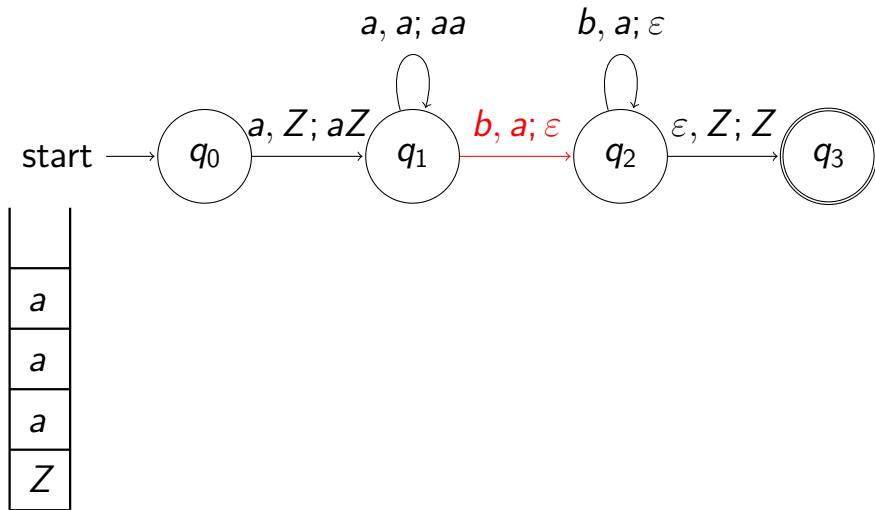 a, a; aa
b, a; ε
a, Z; aZ
b, a; ε
ε, Z; Z
start
q0
q1
q2
q3
a
a
a
Z